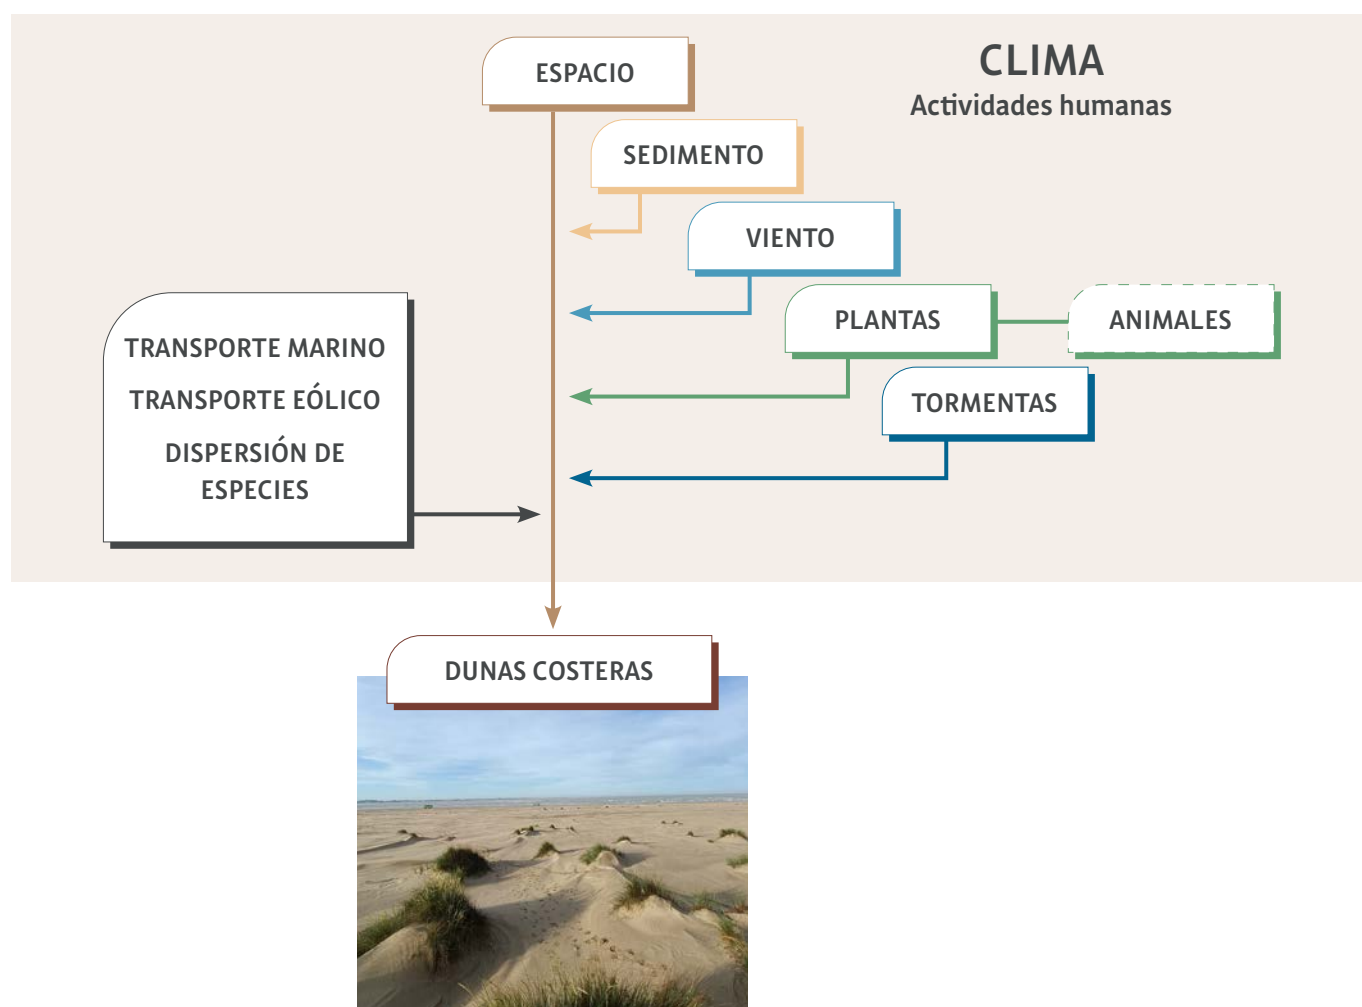 ESPACIO
CLIMA
Actividades humanas
SEDIMENTO
VIENTO
PLANTAS
ANIMALES
TORMENTAS
TRANSPORTE MARINO
TRANSPORTE EÓLICO
DISPERSIÓN DE
ESPECIES
DUNAS COSTERAS